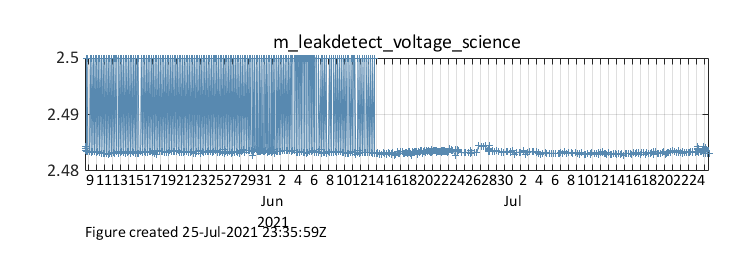 m_leakdetect_voltage_science
2.5
2.49
2.48
9 11 13 15 17 19 21 23 25 27 29 31 2 4 6 8 10 12 14 16 18 20 22 24 26 28 30 2 4 6 8 10 12 14 16 18 20 22 24
Jun Jul
2021
Figure created 25-Jul-2021 23:35:59Z